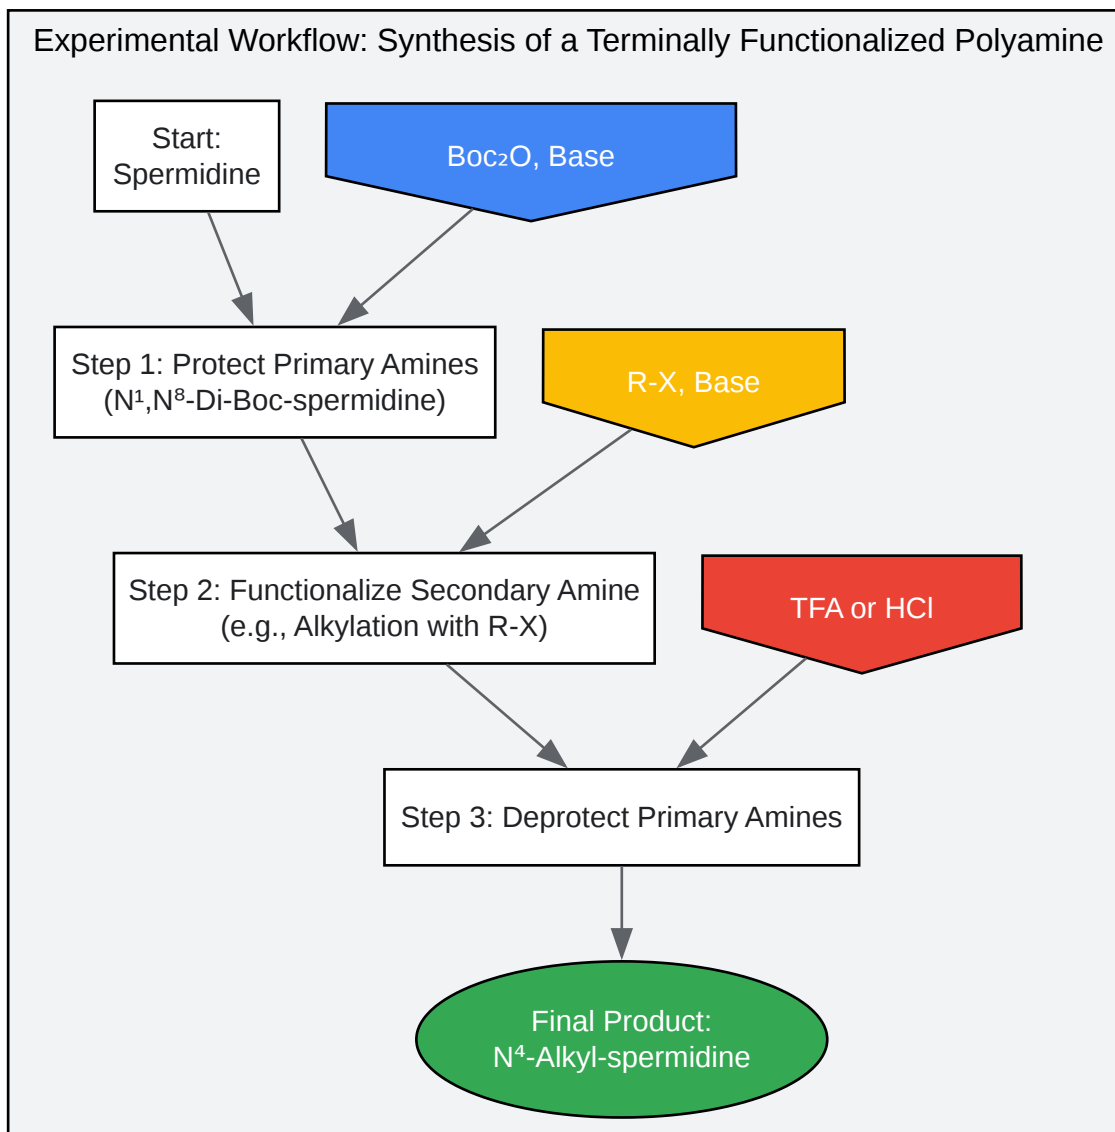 Experimental Workflow: Synthesis of a Terminally Functionalized Polyamine
Start:
Spermidine
Boc₂O, Base
Step 1: Protect Primary Amines
(N¹,N⁸-Di-Boc-spermidine)
R-X, Base
Step 2: Functionalize Secondary Amine
(e.g., Alkylation with R-X)
TFA or HCl
Step 3: Deprotect Primary Amines
Final Product:
N⁴-Alkyl-spermidine